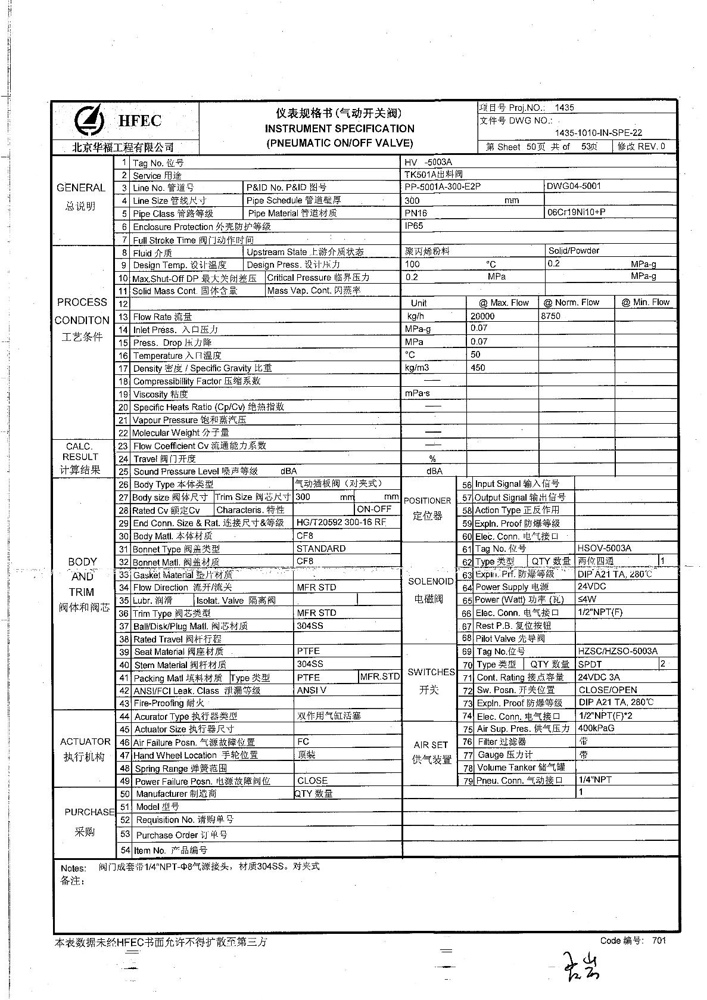 HFEC
北京华福工程有限公司
仪表规格书(气动开关阀)
INSTRUMENT SPECIFICATION
(PNEUMATIC ON/OFF VALVE)
项目号 Proj.NO.: 1435
文件号 DWG NO.:
1435-1010-IN-SPE-22
第 Sheet 50页 共 of 53页 修改 REV. 0
GENERAL
总说明
1 Tag No. 位号 HV -5003A
2 Service 用途 TK501A出料阀
3 Line No. 管道号 P&ID No. P&ID 图号 PP-5001A-300-E2P DWG04-5001
4 Line Size 管线尺寸 Pipe Schedule 管道壁厚 300 mm
5 Pipe Class 管路等级 Pipe Material 管道材质 PN16 06Cr19Ni10+P
6 Enclosure Protection 外壳防护等级 IP65
7 Full Stroke Time 阀门动作时间
PROCESS
CONDITON
工艺条件
8 Fluid 介质 Upstream State 上游介质状态 聚丙烯粉料 Solid/Powder
9 Design Temp. 设计温度 Design Press. 设计压力 100 °C 0.2 MPa-g
10 Max.Shut-Off DP 最大关闭差压 Critical Pressure 临界压力 0.2 MPa MPa-g
11 Solid Mass Cont. 固体含量 Mass Vap. Cont. 闪蒸率
12 Unit @ Max. Flow @ Norm. Flow @ Min. Flow
13 Flow Rate 流量 kg/h 20000 8750
14 Inlet Press. 入口压力 MPa-g 0.07
15 Press. Drop 压力降 MPa 0.07
16 Temperature 入口温度 °C 50
17 Density 密度 / Specific Gravity 比重 kg/m3 450
18 Compressibility Factor 压缩系数 —
19 Viscosity 粘度 mPa·s
20 Specific Heats Ratio (Cp/Cv) 绝热指数 —
21 Vapour Pressure 饱和蒸汽压
22 Molecular Weight 分子量 —
CALC.
RESULT
计算结果
23 Flow Coefficient Cv 流通能力系数 —
24 Travel 阀门开度 %
25 Sound Pressure Level 噪声等级 dBA dBA
BODY
AND
TRIM
阀体和阀芯
26 Body Type 本体类型 气动插板阀（对夹式）
27 Body size 阀体尺寸 Trim Size 阀芯尺寸 300 mm mm
28 Rated Cv 额定Cv Characteris. 特性 ON-OFF
29 End Conn. Size & Rat. 连接尺寸&等级 HG/T20592 300-16 RF
30 Body Matl. 本体材质 CF8
31 Bonnet Type 阀盖类型 STANDARD
32 Bonnet Matl. 阀盖材质 CF8
33 Gasket Material 垫片材质
34 Flow Direction 流开/流关 MFR STD
35 Lubr. 润滑 Isolat. Valve 隔离阀
36 Trim Type 阀芯类型 MFR STD
37 Ball/Disk/Plug Matl. 阀芯材质 304SS
38 Rated Travel 阀杆行程
39 Seat Material 阀座材质 PTFE
40 Stem Material 阀杆材质 304SS
41 Packing Matl 填料材质 Type 类型 PTFE MFR.STD
42 ANSI/FCI Leak. Class 泄漏等级 ANSI V
43 Fire-Proofing 耐火
ACTUATOR
执行机构
44 Acurator Type 执行器类型 双作用气缸活塞
45 Actuator Size 执行器尺寸
46 Air Failure Posn. 气源故障位置 FC
47 Hand Wheel Location 手轮位置 顶装
48 Spring Range 弹簧范围
49 Power Failure Posn. 电源故障阀位 CLOSE
POSITIONER
定位器
56 Input Signal 输入信号
57 Output Signal 输出信号
58 Action Type 正反作用
59 Expln. Proof 防爆等级
60 Elec. Conn. 电气接口
SOLENOID
电磁阀
61 Tag No. 位号 HSOV-5003A
62 Type 类型 QTY 数量 两位四通 1
63 Expln. Prf. 防爆等级 DIP A21 TA, 280℃
64 Power Supply 电源 24VDC
65 Power (Watt) 功率 (瓦) ≤4W
66 Elec. Conn. 电气接口 1/2"NPT(F)
67 Rest P.B. 复位按钮
68 Pilot Valve 先导阀
SWITCHES
开关
69 Tag No.位号 HZSC/HZSO-5003A
70 Type 类型 QTY 数量 SPDT 2
71 Cont. Rating 接点容量 24VDC 3A
72 Sw. Posn. 开关位置 CLOSE/OPEN
73 Expln. Proof 防爆等级 DIP A21 TA, 280℃
74 Elec. Conn. 电气接口 1/2"NPT(F)*2
AIR SET
供气装置
75 Air Sup. Pres. 供气压力 400kPaG
76 Filter 过滤器 带
77 Gauge 压力计 带
78 Volume Tanker 储气罐
79 Pneu. Conn. 气动接口 1/4"NPT
PURCHASE
采购
50 Manufacturer 制造商 QTY 数量 1
51 Model 型号
52 Requisition No. 请购单号
53 Purchase Order 订单号
54 Item No. 产品编号
Notes: 阀门成套带1/4"NPT-Φ8气源接头，材质304SS。对夹式
备注：
本表数据未经HFEC书面允许不得扩散至第三方
Code 编号: 701